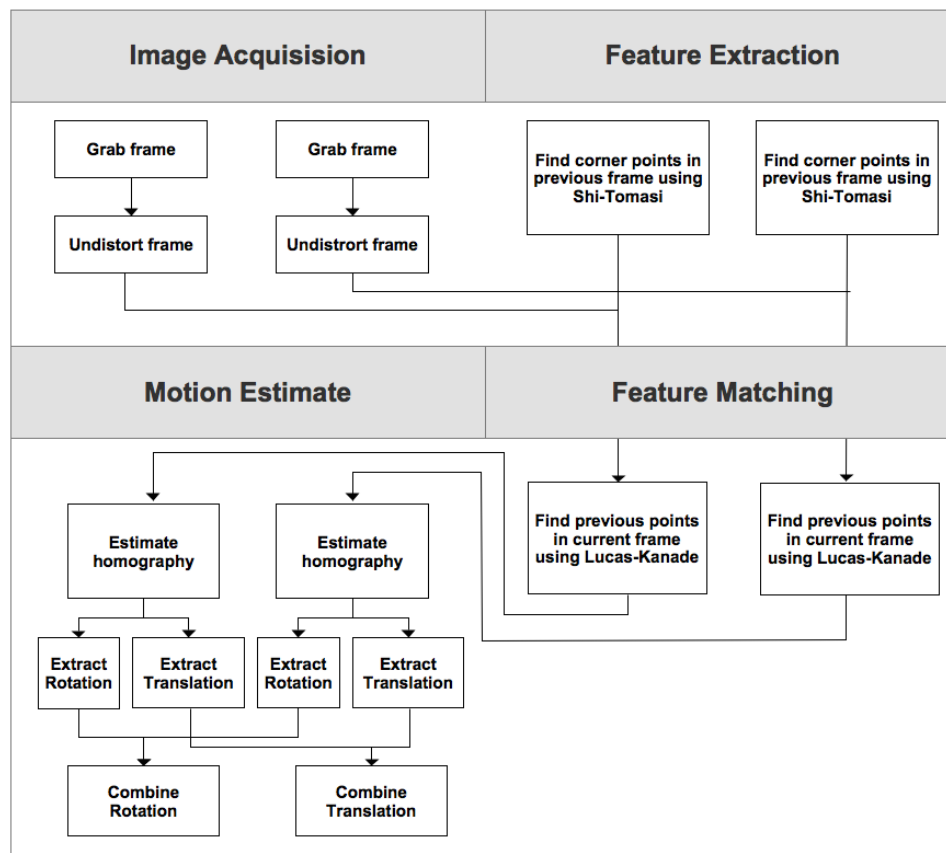 Image Acquisision
Feature Extraction
Grab frame
Grab frame
Find corner points in
previous frame using
Shi-Tomasi
Find corner points in
previous frame using
Shi-Tomasi
Undistort frame
Undistrort frame
Motion Estimate
Feature Matching
Estimate
homography
Estimate
homography
Find previous points
in current frame
using Lucas-Kanade
Find previous points
in current frame
using Lucas-Kanade
Extract
Rotation
Extract
Translation
Extract
Rotation
Extract
Translation
Combine
Rotation
Combine
Translation